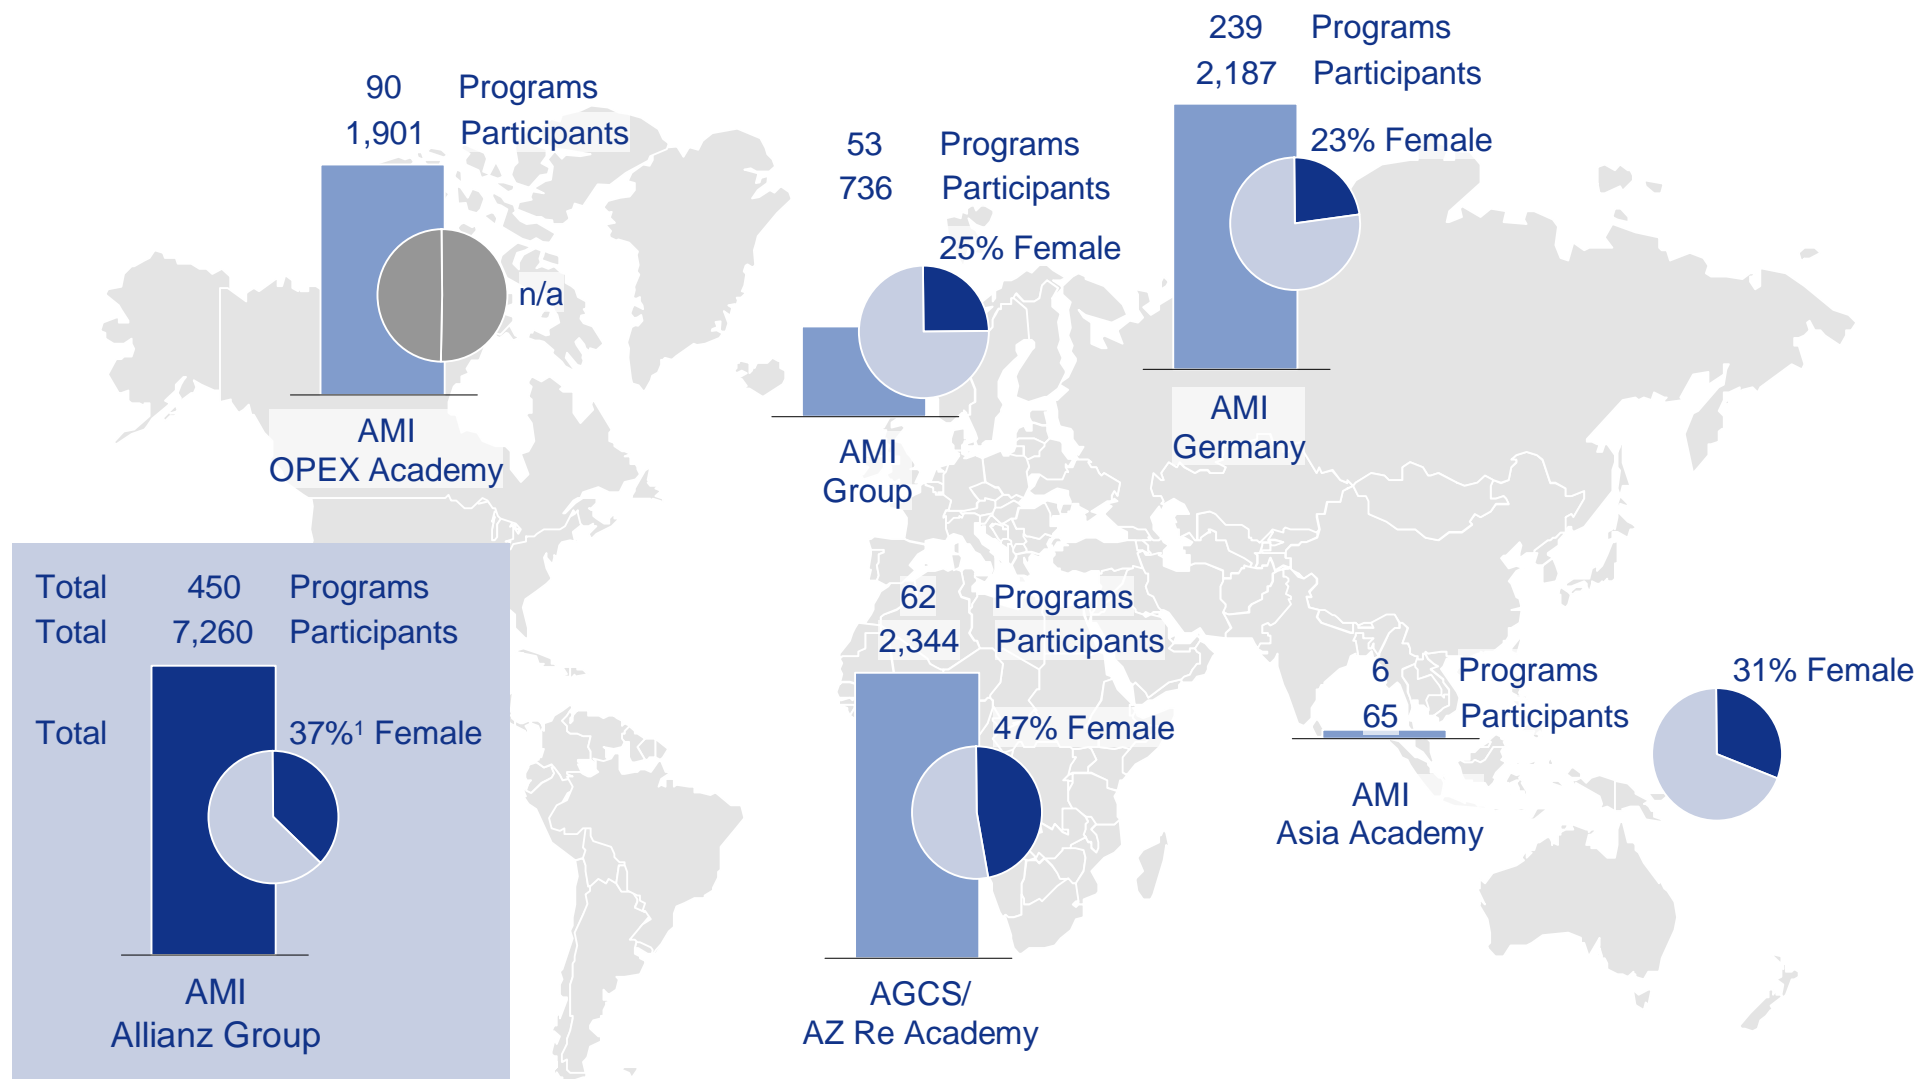 239 Programs
2,187 Participants
23% Female
AMI
Germany
90 Programs
1,901 Participants
n/a
AMI
OPEX Academy
53 Programs
736 Participants
25% Female
AMI
Group
Total 450 Programs
Total 7,260 Participants
Total 37%¹ Female
AMI
Allianz Group
62 Programs
2,344 Participants
47% Female
AGCS/
AZ Re Academy
6 Programs
65 Participants
31% Female
AMI
Asia Academy